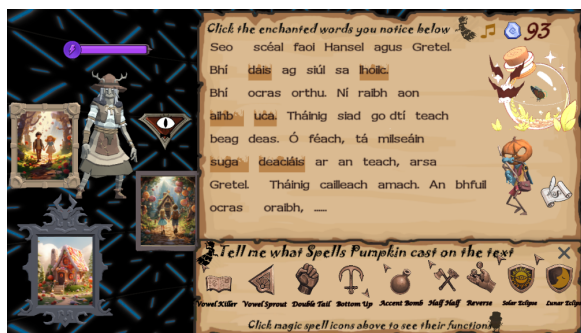 Click the enchanted words you notice below
93
Seo scéal faoi Hansel agus Gretel.
Bhí dáis ag siúl sa lhoilc.
Bhí ocras orthu. Ní raibh aon
uca. Tháinig siad go dtí teach
beag deas. Ó féach, tá milseáin
suga deacláis ar an teach, arsa
Gretel. Tháinig cailleach amach. An bhfuil
ocras oraibh, .....
Tell me what Spells Pumpkin cast on the text
Vowel Killer Vowel Sprout Double Tail Bottom Up Accent Bomb Half Half Reverse Solar Eclipse Lunar Eclipse
Click magic spell icons above to see their functions